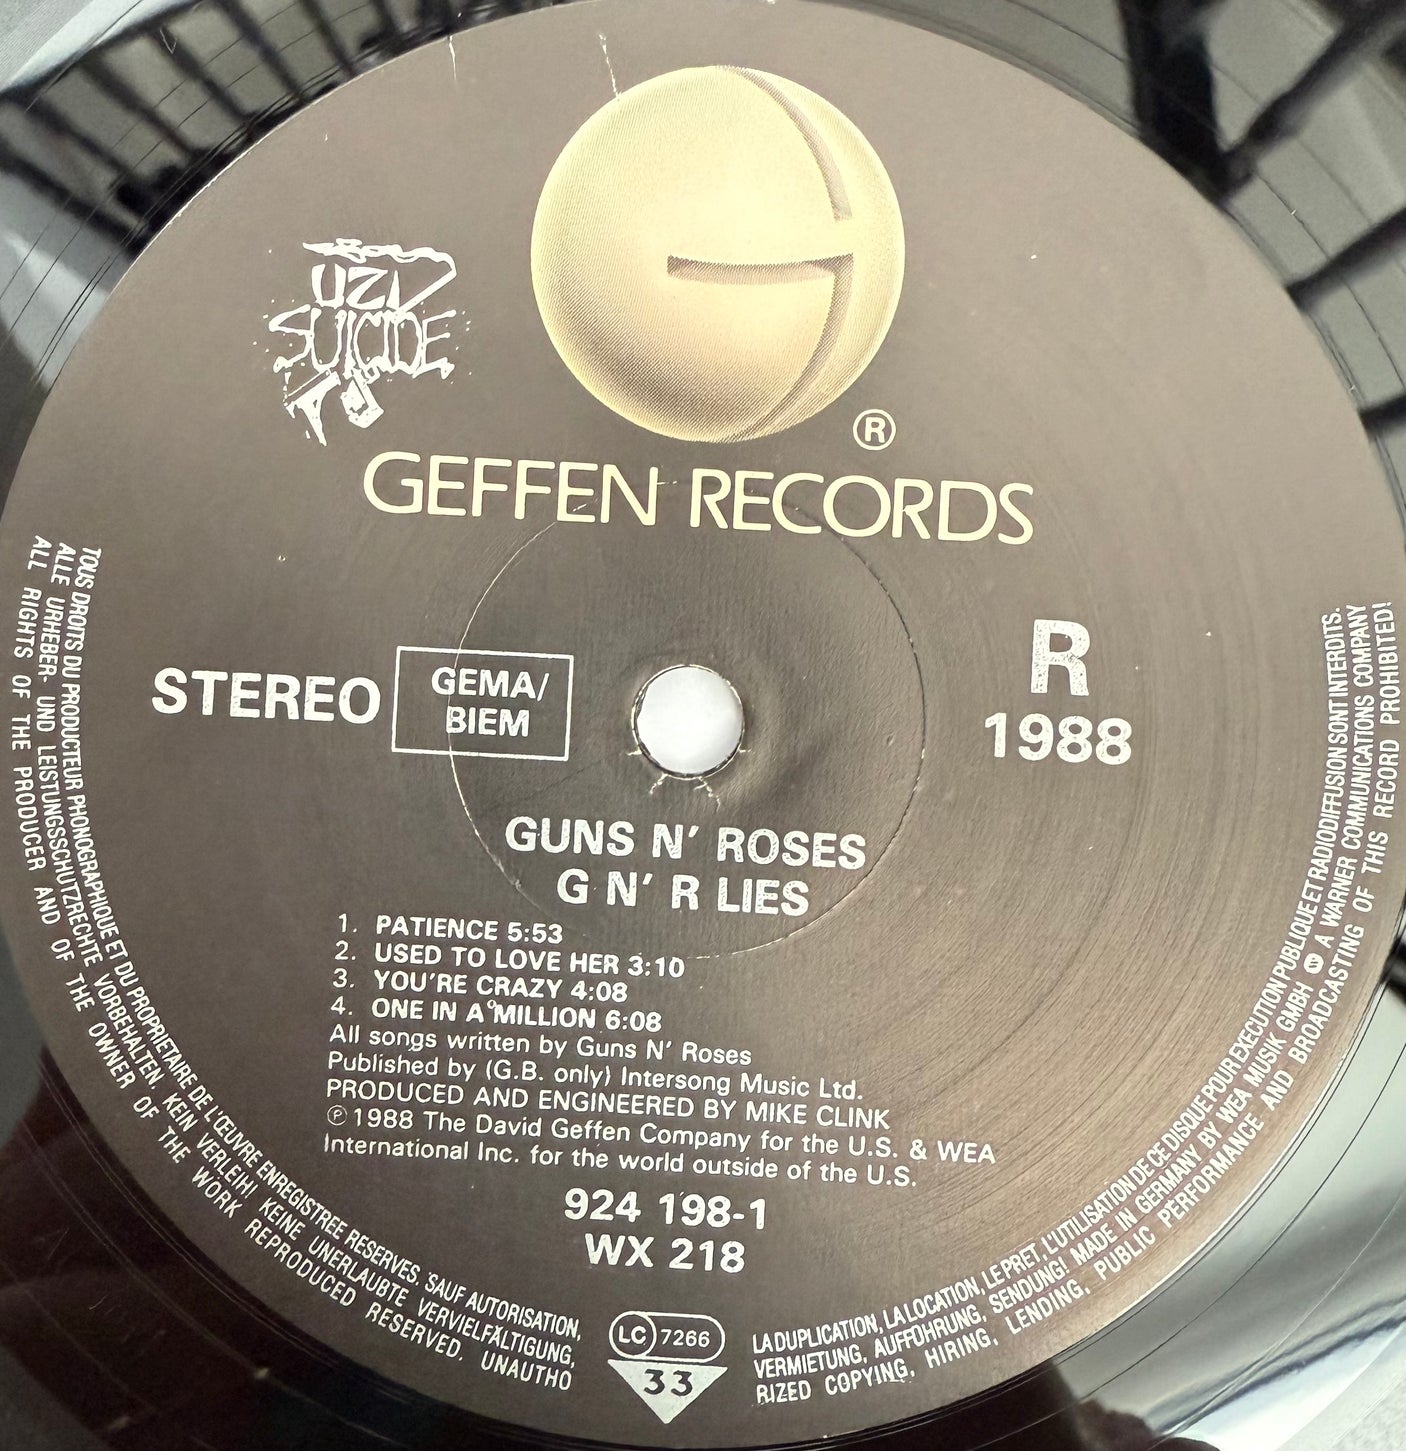 UZI
SUICIDE
®
GEFFEN RECORDS
STEREO
GEMA/
BIEM
R
1988
GUNS N' ROSES
G N' R LIES
1. PATIENCE 5:53
2. USED TO LOVE HER 3:10
3. YOU'RE CRAZY 4:08
4. ONE IN A MILLION 6:08
All songs written by Guns N' Roses
Published by (G.B. only) Intersong Music Ltd.
PRODUCED AND ENGINEERED BY MIKE CLINK
℗ 1988 The David Geffen Company for the U.S. & WEA
International Inc. for the world outside of the U.S.
924 198-1
WX 218
LC 7266
33
TOUS DROITS DU PRODUCTEUR PHONOGRAPHIQUE ET DU PROPRIETAIRE DE L'ŒUVRE ENREGISTREE RESERVES. SAUF AUTORISATION, LA DUPLICATION, LA LOCATION, LE PRET, L'UTILISATION DE CE DISQUE POUR EXECUTION PUBLIQUE ET RADIODIFFUSION SONT INTERDITS.
ALLE URHEBER- UND LEISTUNGSSCHUTZRECHTE VORBEHALTEN. KEIN VERLEIH! KEINE UNERLAUBTE VERVIELFÄLTIGUNG, VERMIETUNG, AUFFÜHRUNG, SENDUNG! MADE IN GERMANY BY WEA MUSIK GMBH A WARNER COMMUNICATIONS COMPANY
ALL RIGHTS OF THE PRODUCER AND OF THE OWNER OF THE WORK REPRODUCED RESERVED. UNAUTHORIZED COPYING, HIRING, LENDING, PUBLIC PERFORMANCE AND BROADCASTING OF THIS RECORD PROHIBITED!